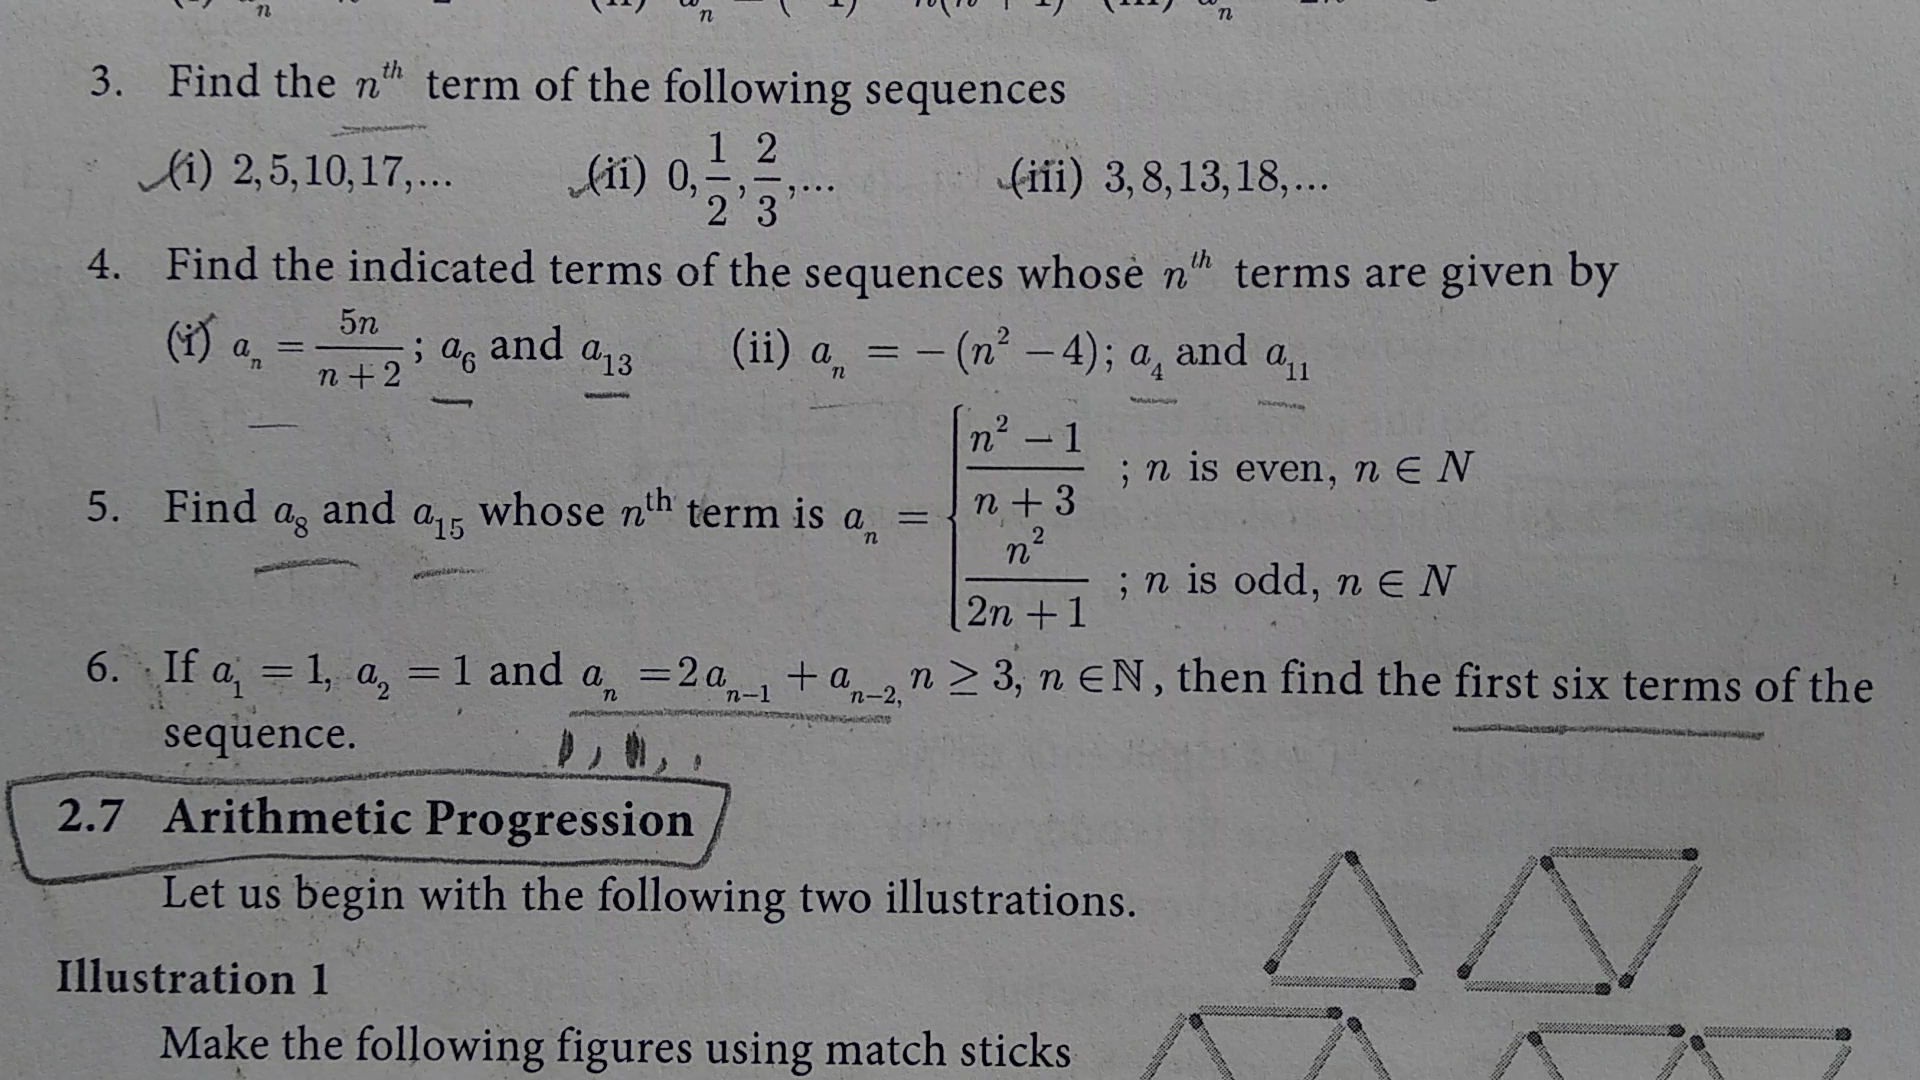 3. Find the nᵗʰ term of the following sequences
(i) 2,5,10,17,... (ii) 0, 1/2, 2/3,... (iii) 3,8,13,18,...
4. Find the indicated terms of the sequences whose nᵗʰ terms are given by
(i) aₙ = 5n/(n+2); a₆ and a₁₃ (ii) aₙ = −(n² − 4); a₄ and a₁₁
5. Find a₈ and a₁₅ whose nᵗʰ term is aₙ = { (n² − 1)/(n + 3) ; n is even, n ∈ N
n²/(2n + 1) ; n is odd, n ∈ N
6. If a₁ = 1, a₂ = 1 and aₙ = 2aₙ₋₁ + aₙ₋₂, n ≥ 3, n ∈ ℕ, then find the first six terms of the
sequence.
2.7 Arithmetic Progression
Let us begin with the following two illustrations.
Illustration 1
Make the following figures using match sticks